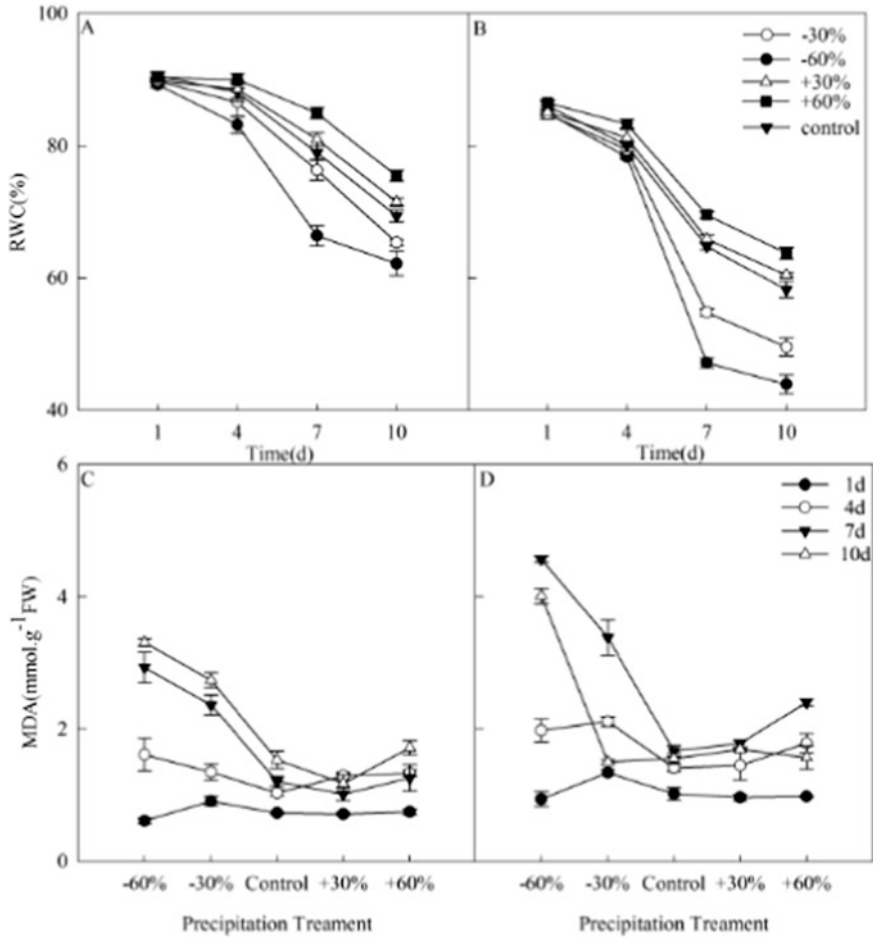 100
80
60
40
RWC(%)
A
B
-30%
-60%
+30%
+60%
control
1 4 7 10
Time(d)
1 4 7 10
Time(d)
6
4
2
0
MDA(mmol.g⁻¹FW)
C
D
1d
4d
7d
10d
-60% -30% Control +30% +60%
Precipitation Treament
-60% -30% Control +30% +60%
Precipitation Treament